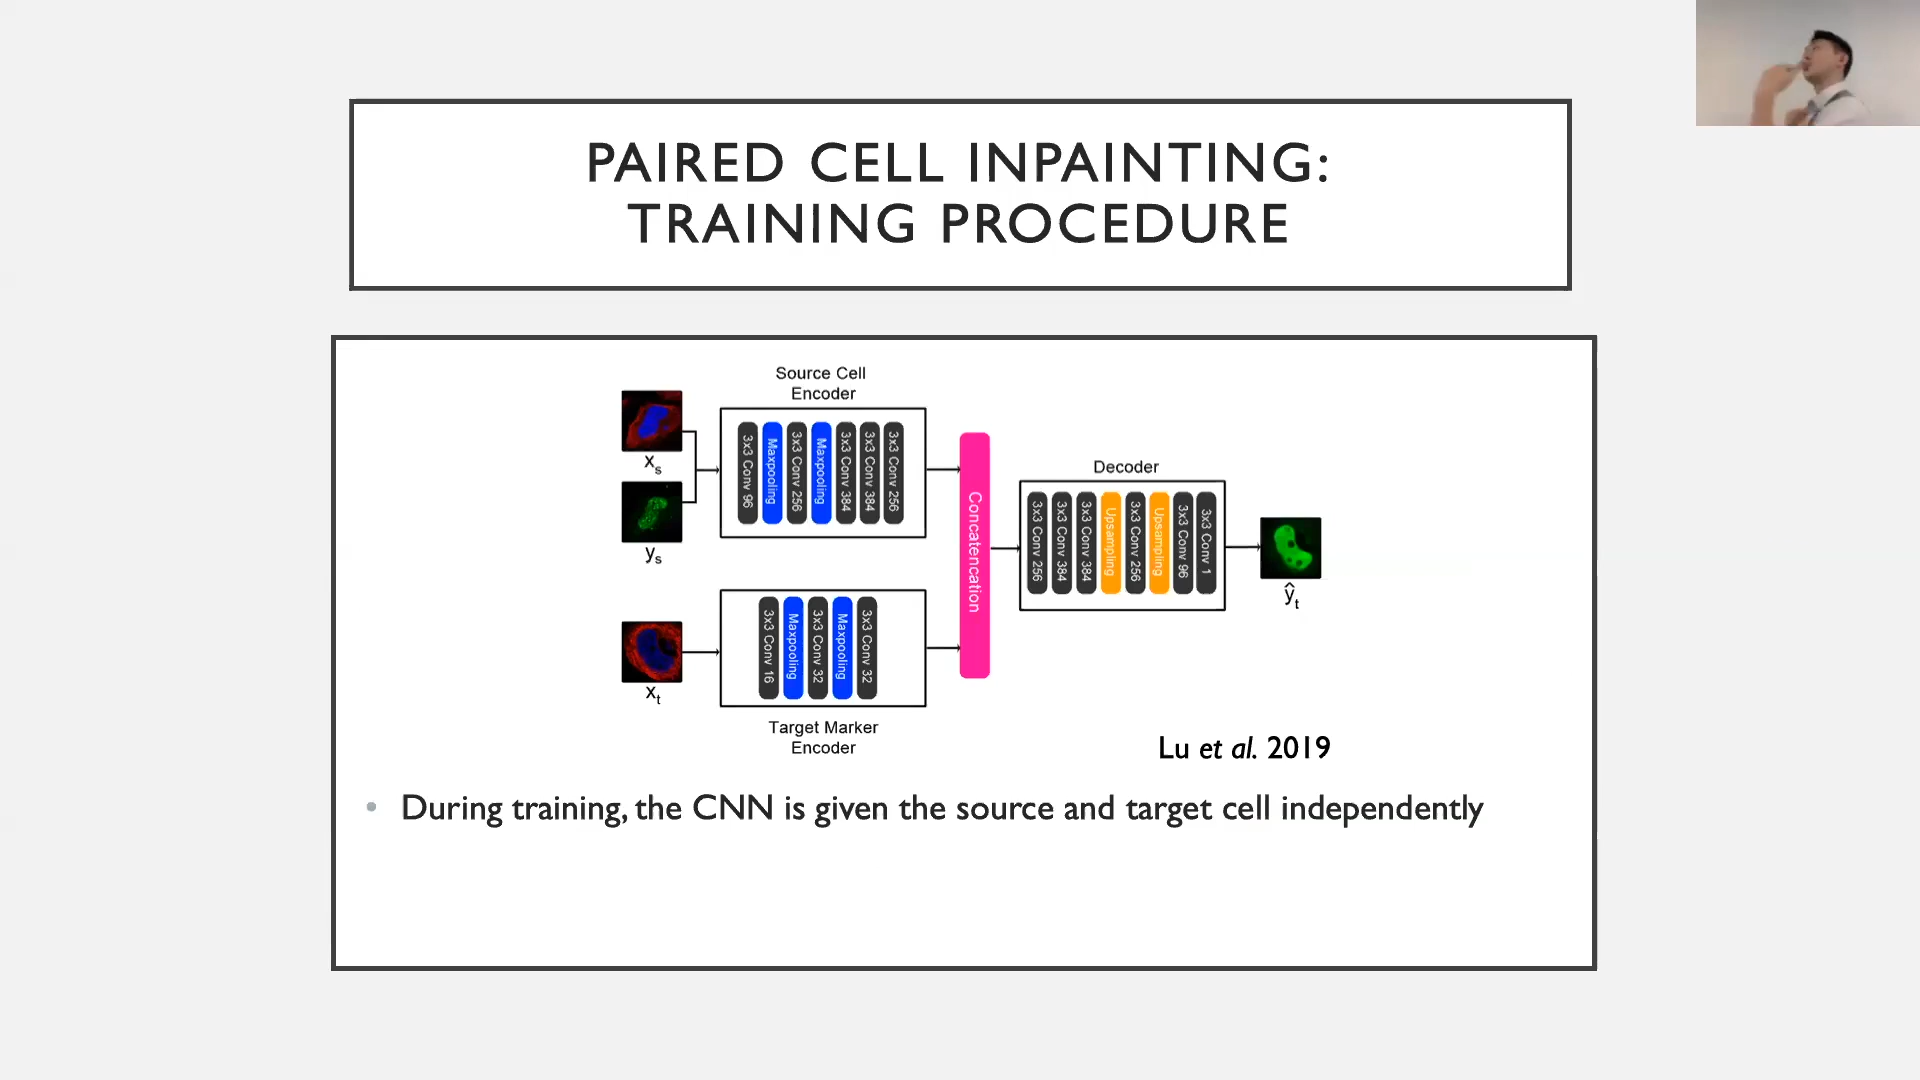 PAIRED CELL INPAINTING:
TRAINING PROCEDURE
Source Cell
Encoder
xs
ys
3x3 Conv 96
Maxpooling
3x3 Conv 256
Maxpooling
3x3 Conv 384
3x3 Conv 384
3x3 Conv 256
xt
3x3 Conv 16
Maxpooling
3x3 Conv 32
Maxpooling
3x3 Conv 32
Target Marker
Encoder
Concatencation
Decoder
3x3 Conv 256
3x3 Conv 384
3x3 Conv 384
Upsampling
3x3 Conv 256
Upsampling
3x3 Conv 96
3x3 Conv 1
ŷt
Lu et al. 2019
• During training, the CNN is given the source and target cell independently